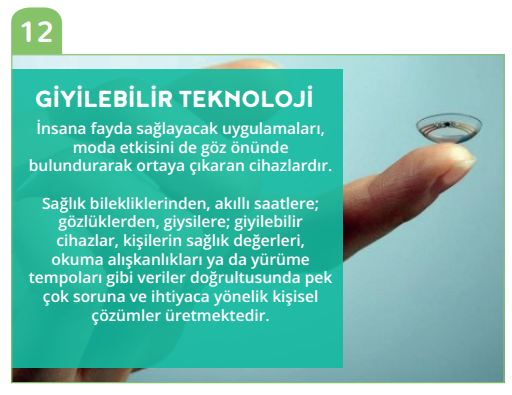 12
GİYİLEBİLİR TEKNOLOJİ
İnsana fayda sağlayacak uygulamaları,
moda etkisini de göz önünde
bulundurarak ortaya çıkaran cihazlardır.
Sağlık bilekliklerinden, akıllı saatlere;
gözlüklerden, giysilere; giyilebilir
cihazlar, kişilerin sağlık değerleri,
okuma alışkanlıkları ya da yürüme
tempoları gibi veriler doğrultusunda pek
çok soruna ve ihtiyaca yönelik kişisel
çözümler üretmektedir.